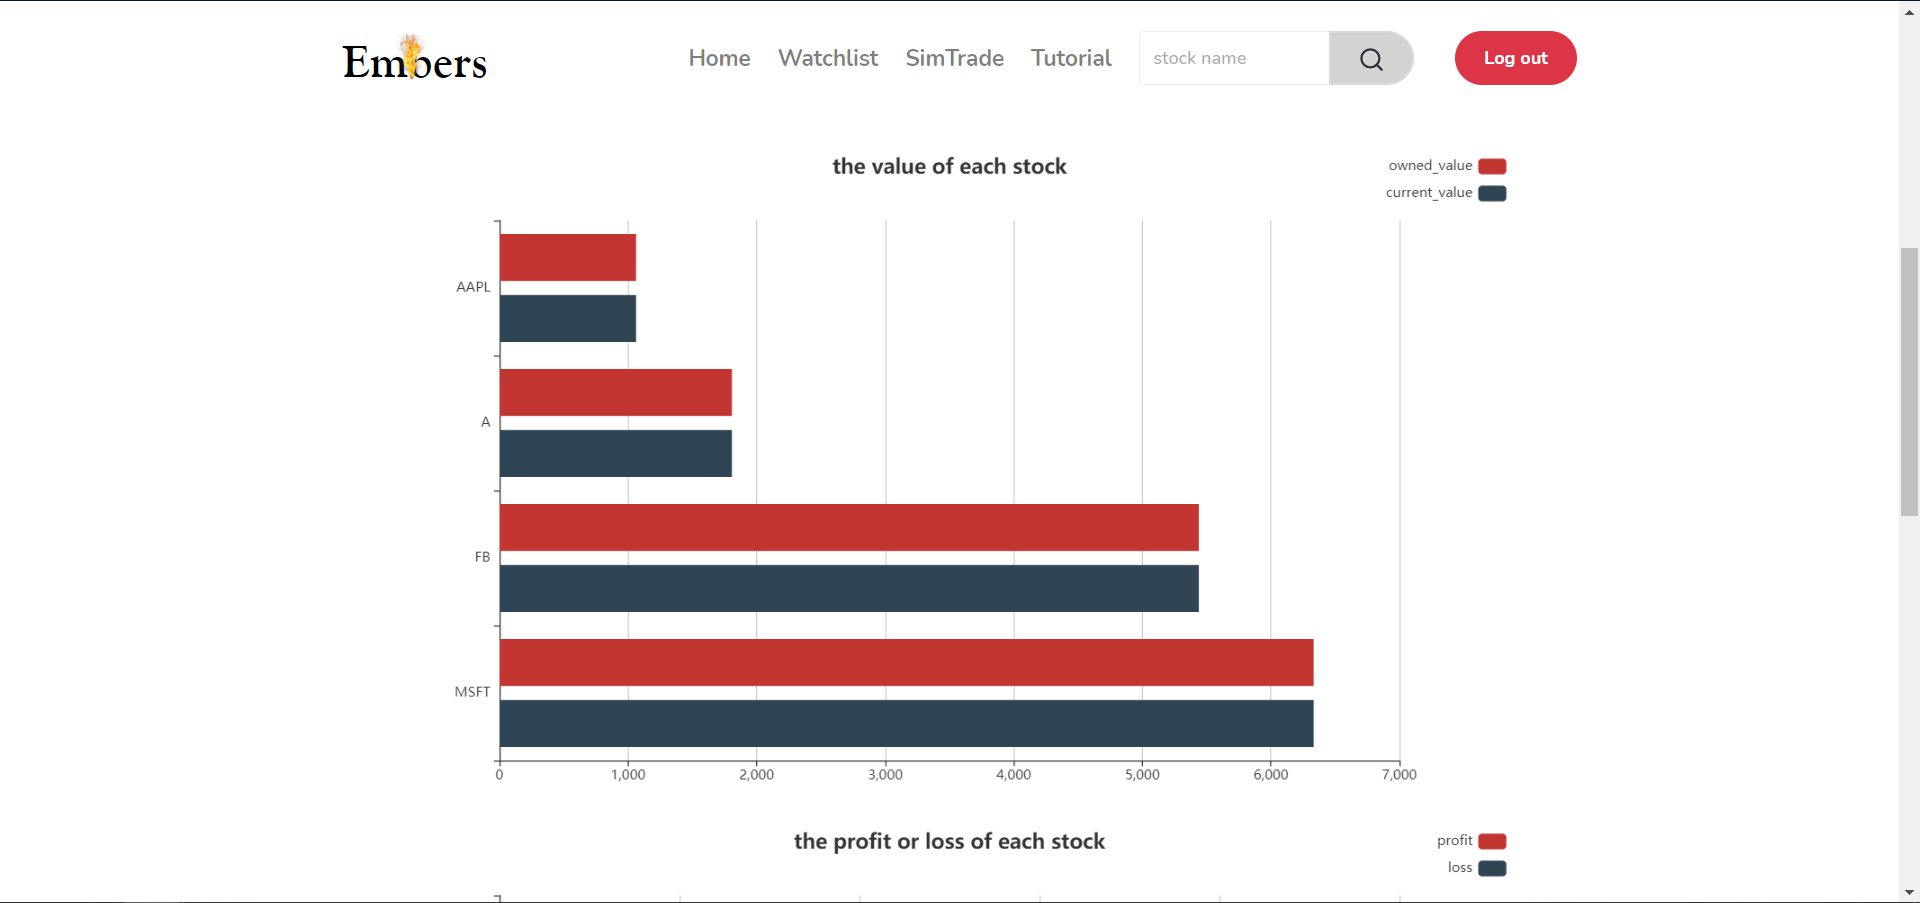 Embers
Home Watchlist SimTrade Tutorial stock name Log out
the value of each stock
owned_value
current_value
AAPL
A
FB
MSFT
0 1,000 2,000 3,000 4,000 5,000 6,000 7,000
the profit or loss of each stock
profit
loss